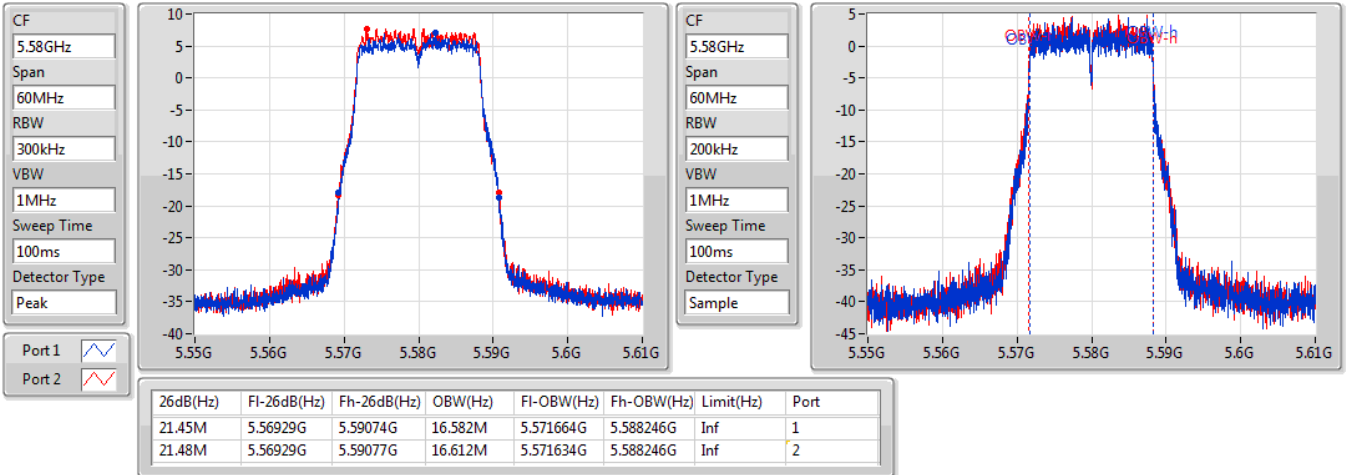 CF
5.58GHz
Span
60MHz
RBW
300kHz
VBW
1MHz
Sweep Time
100ms
Detector Type
Peak
Port 1
Port 2
10
5
0
-5
-10
-15
-20
-25
-30
-35
-40
5.55G 5.56G 5.57G 5.58G 5.59G 5.6G 5.61G
CF
5.58GHz
Span
60MHz
RBW
200kHz
VBW
1MHz
Sweep Time
100ms
Detector Type
Sample
5
0
-5
-10
-15
-20
-25
-30
-35
-40
-45
5.55G 5.56G 5.57G 5.58G 5.59G 5.6G 5.61G
26dB(Hz) Fl-26dB(Hz) Fh-26dB(Hz) OBW(Hz) Fl-OBW(Hz) Fh-OBW(Hz) Limit(Hz) Port
21.45M 5.56929G 5.59074G 16.582M 5.571664G 5.588246G Inf 1
21.48M 5.56929G 5.59077G 16.612M 5.571634G 5.588246G Inf 2